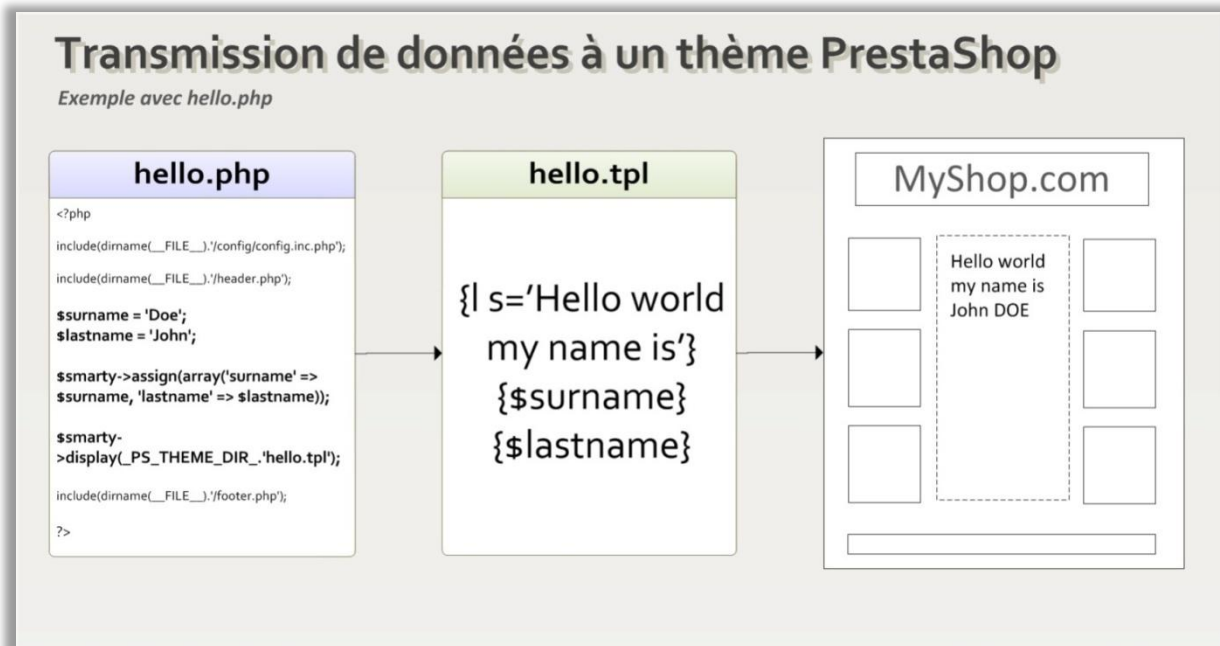 Transmission de données à un thème PrestaShop
Exemple avec hello.php
hello.php
<?php
include(dirname(__FILE__).'/config/config.inc.php');
include(dirname(__FILE__).'/header.php');
$surname = 'Doe';
$lastname = 'John';
$smarty->assign(array('surname' =>
$surname, 'lastname' => $lastname));
$smarty-
>display(_PS_THEME_DIR_.'hello.tpl');
include(dirname(__FILE__).'/footer.php');
?>
hello.tpl
{l s='Hello world
my name is'}
{$surname}
{$lastname}
MyShop.com
Hello world
my name is
John DOE